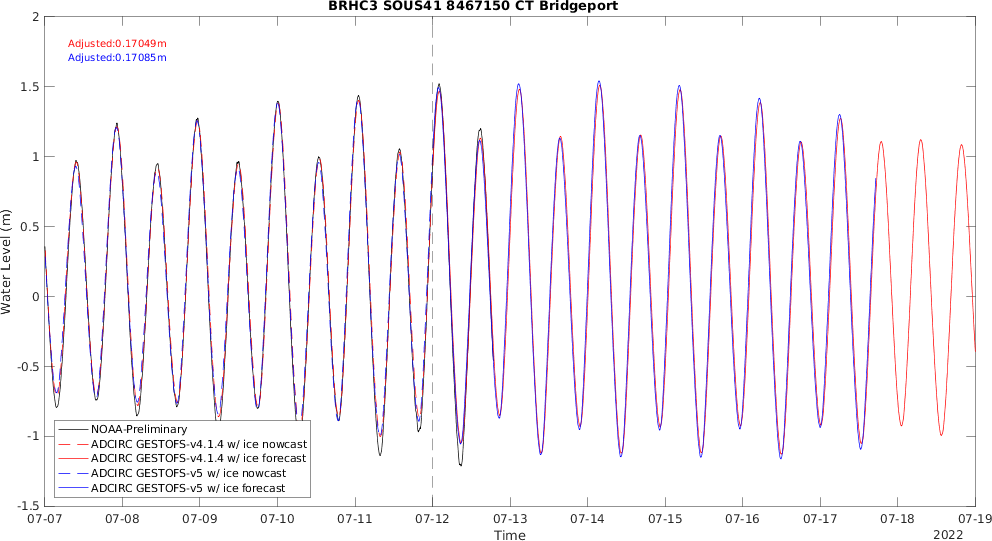 BRHC3 SOUS41 8467150 CT Bridgeport
Adjusted:0.17049m
Adjusted:0.17085m
Water Level (m)
2
1.5
1
0.5
0
-0.5
-1
-1.5
NOAA-Preliminary
ADCIRC GESTOFS-v4.1.4 w/ ice nowcast
ADCIRC GESTOFS-v4.1.4 w/ ice forecast
ADCIRC GESTOFS-v5 w/ ice nowcast
ADCIRC GESTOFS-v5 w/ ice forecast
07-07 07-08 07-09 07-10 07-11 07-12 07-13 07-14 07-15 07-16 07-17 07-18 07-19
Time
2022